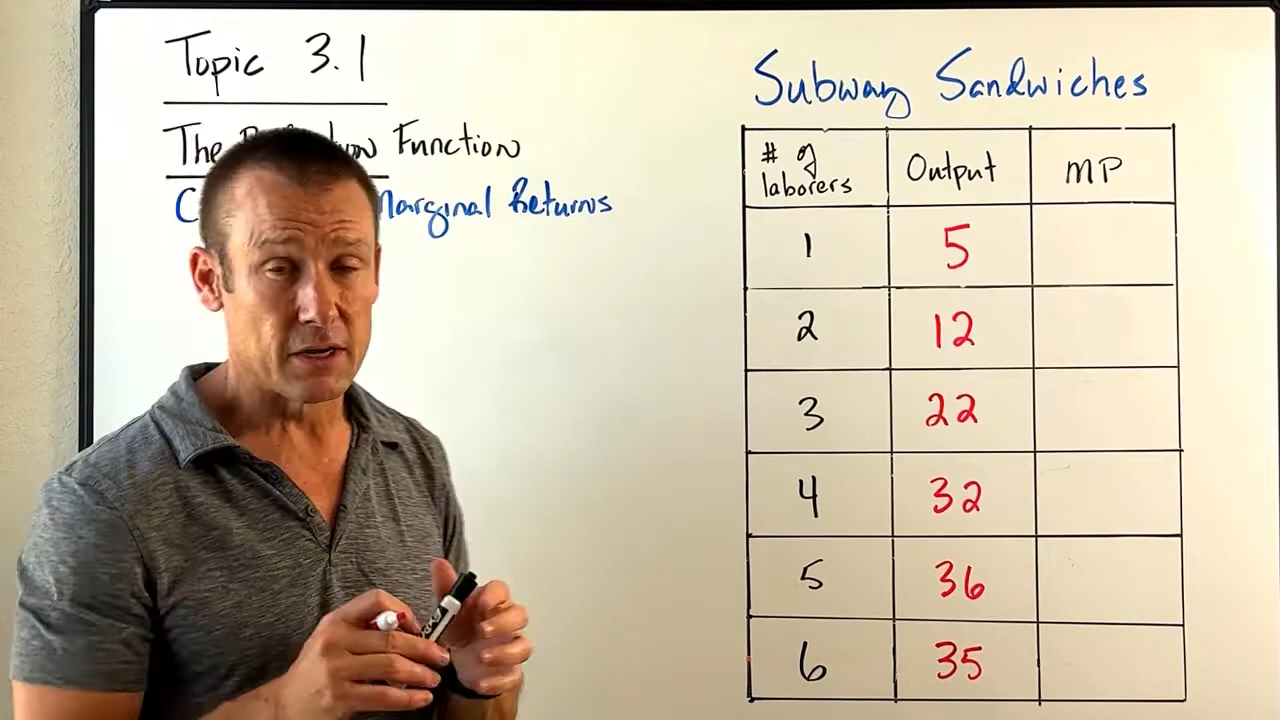 Topic 3.1
The Function
Marginal Returns
Subway Sandwiches
# of laborers Output MP
1 5
2 12
3 22
4 32
5 36
6 35